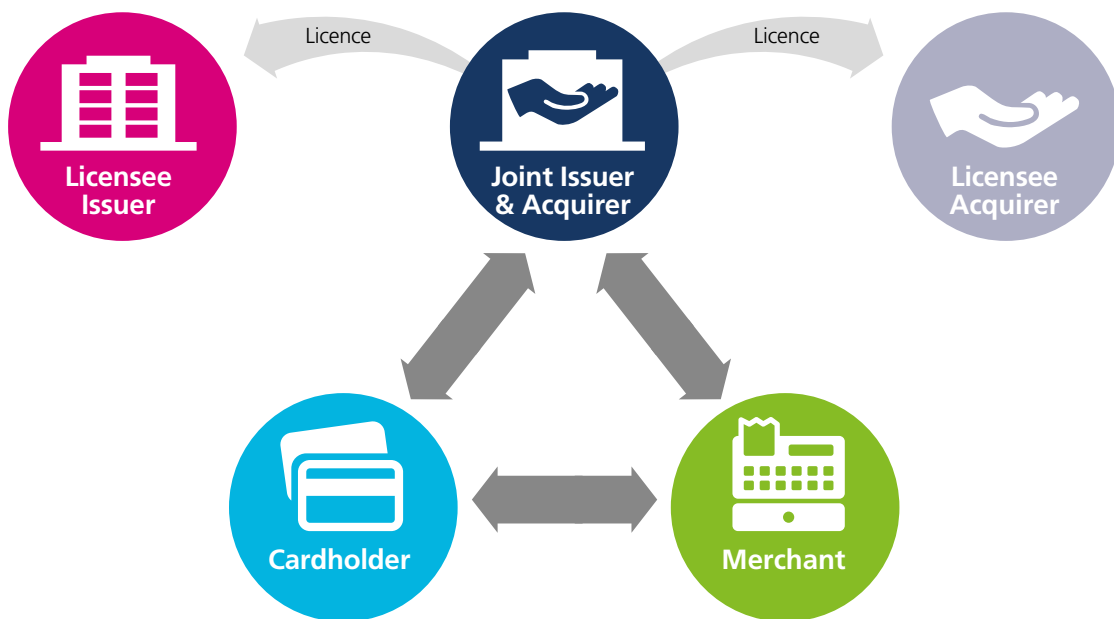 Licence
Licence
Licensee
Issuer
Joint Issuer
& Acquirer
Licensee
Acquirer
Cardholder
Merchant